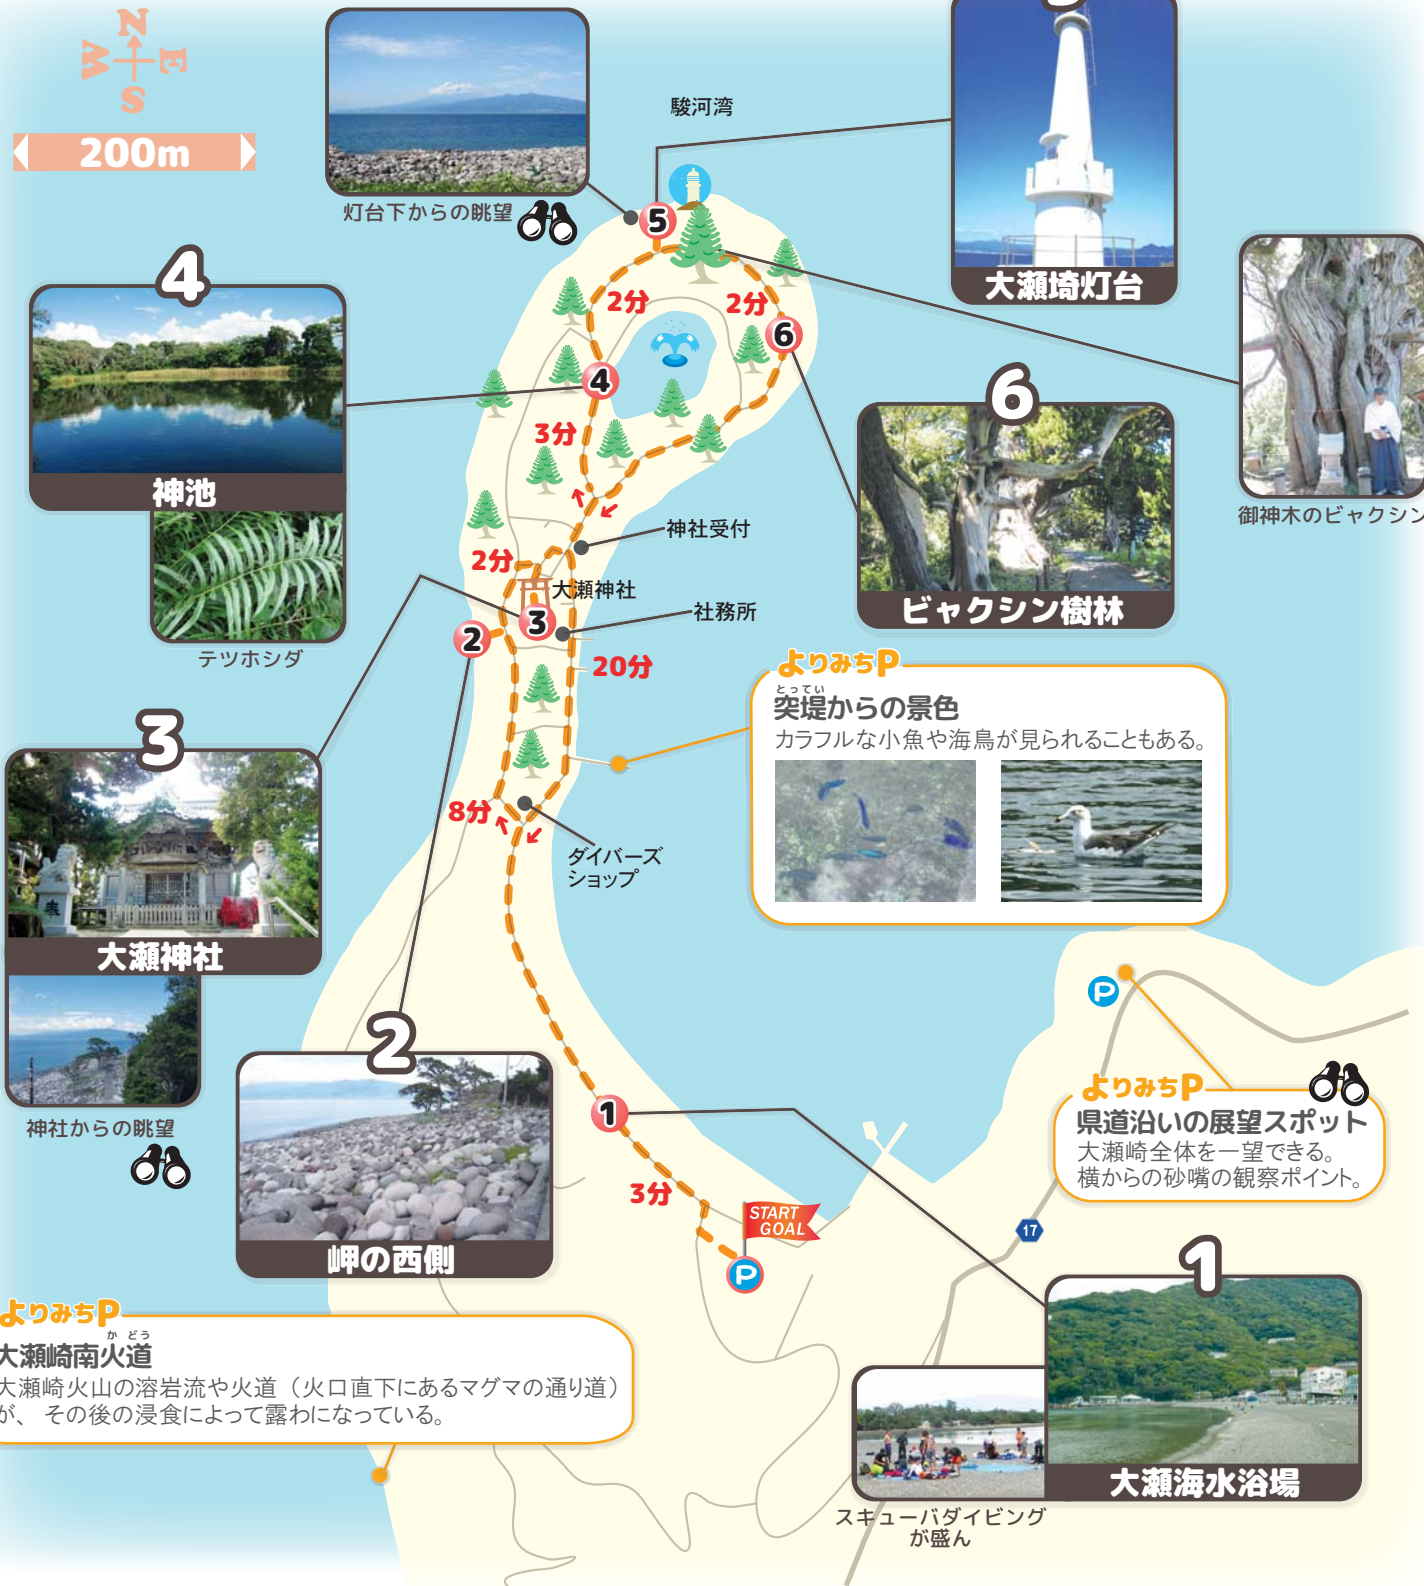 N
W E
S
200m
駿河湾
灯台下からの眺望
5
大瀬埼灯台
御神木のビャクシン
4
神池
テツホシダ
5
2分
2分
6
4
3分
6
ビャクシン樹林
神社受付
2分
大瀬神社
社務所
3
2
20分
よりみちP
とってい
突堤からの景色
カラフルな小魚や海鳥が見られることもある。
3
大瀬神社
神社からの眺望
8分
ダイバーズ
ショップ
2
岬の西側
P
よりみちP
県道沿いの展望スポット
大瀬崎全体を一望できる。
横からの砂嘴の観察ポイント。
1
3分
START
GOAL
P
17
よりみちP
か どう
大瀬崎南火道
大瀬崎火山の溶岩流や火道（火口直下にあるマグマの通り道）
が、その後の浸食によって露わになっている。
1
大瀬海水浴場
スキューバダイビング
が盛ん